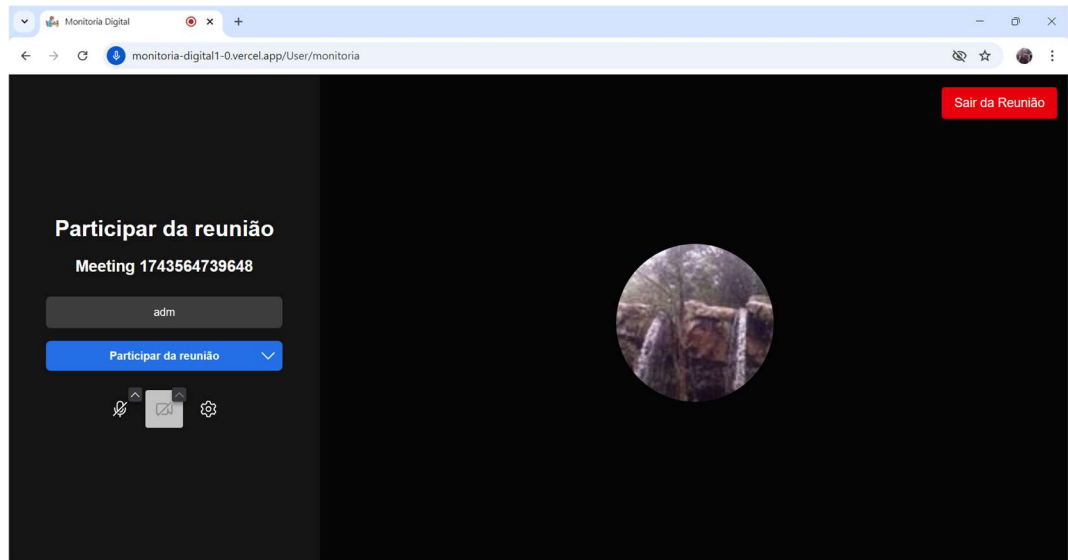 Monitoria Digital
monitoria-digital1-0.vercel.app/User/monitoria
Sair da Reunião
Participar da reunião
Meeting 1743564739648
adm
Participar da reunião